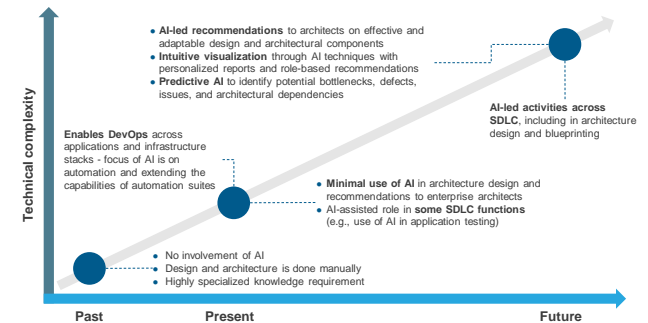 Technical complexity
● AI-led recommendations to architects on effective and
adaptable design and architectural components
● Intuitive visualization through AI techniques with
personalized reports and role-based recommendations
● Predictive AI to identify potential bottlenecks, defects,
issues, and architectural dependencies
AI-led activities across
SDLC, including in architecture
design and blueprinting
Enables DevOps across
applications and infrastructure
stacks - focus of AI is on
automation and extending the
capabilities of automation suites
● Minimal use of AI in architecture design and
recommendations to enterprise architects
● AI-assisted role in some SDLC functions
(e.g., use of AI in application testing)
● No involvement of AI
● Design and architecture is done manually
● Highly specialized knowledge requirement
Past
Present
Future